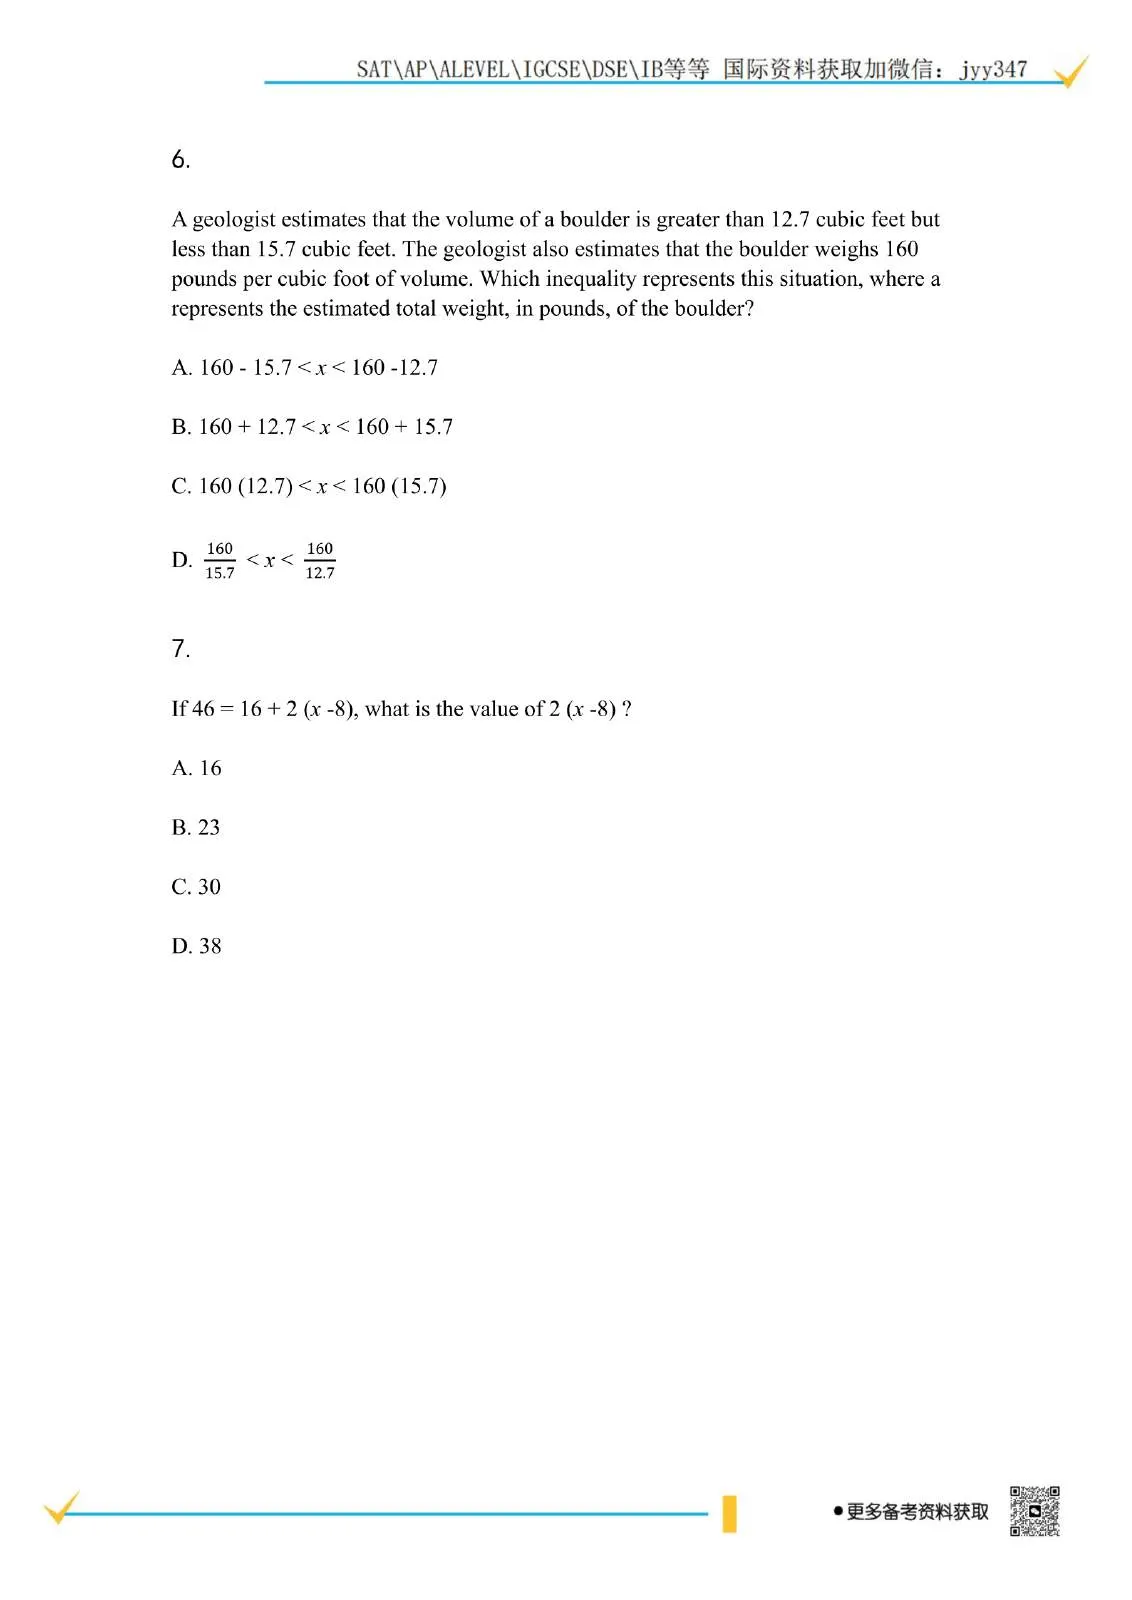 SAT\AP\ALEVEL\IGCSE\DSE\IB等等 国际资料获取加微信：jyy347
6.
A geologist estimates that the volume of a boulder is greater than 12.7 cubic feet but
less than 15.7 cubic feet. The geologist also estimates that the boulder weighs 160
pounds per cubic foot of volume. Which inequality represents this situation, where a
represents the estimated total weight, in pounds, of the boulder?
A. 160 - 15.7 < x < 160 -12.7
B. 160 + 12.7 < x < 160 + 15.7
C. 160 (12.7) < x < 160 (15.7)
D. 160/15.7 < x < 160/12.7
7.
If 46 = 16 + 2 (x -8), what is the value of 2 (x -8) ?
A. 16
B. 23
C. 30
D. 38
●更多备考资料获取